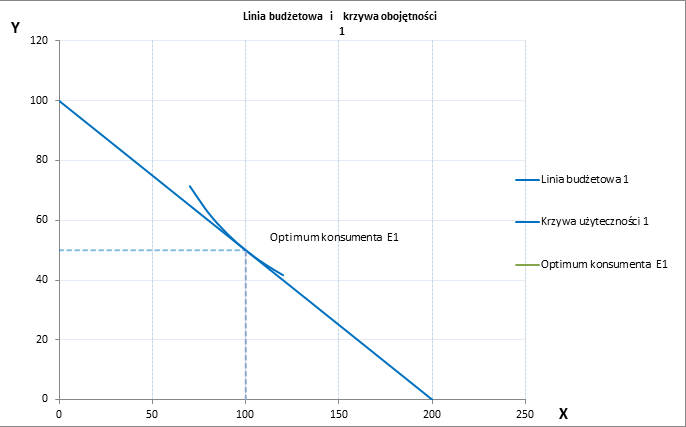 Linia budżetowa i krzywa obojętności
1
Y
120
100
80
60
40
20
0
Optimum konsumenta E1
Linia budżetowa 1
Krzywa użyteczności 1
Optimum konsumenta E1
0 50 100 150 200 250
X